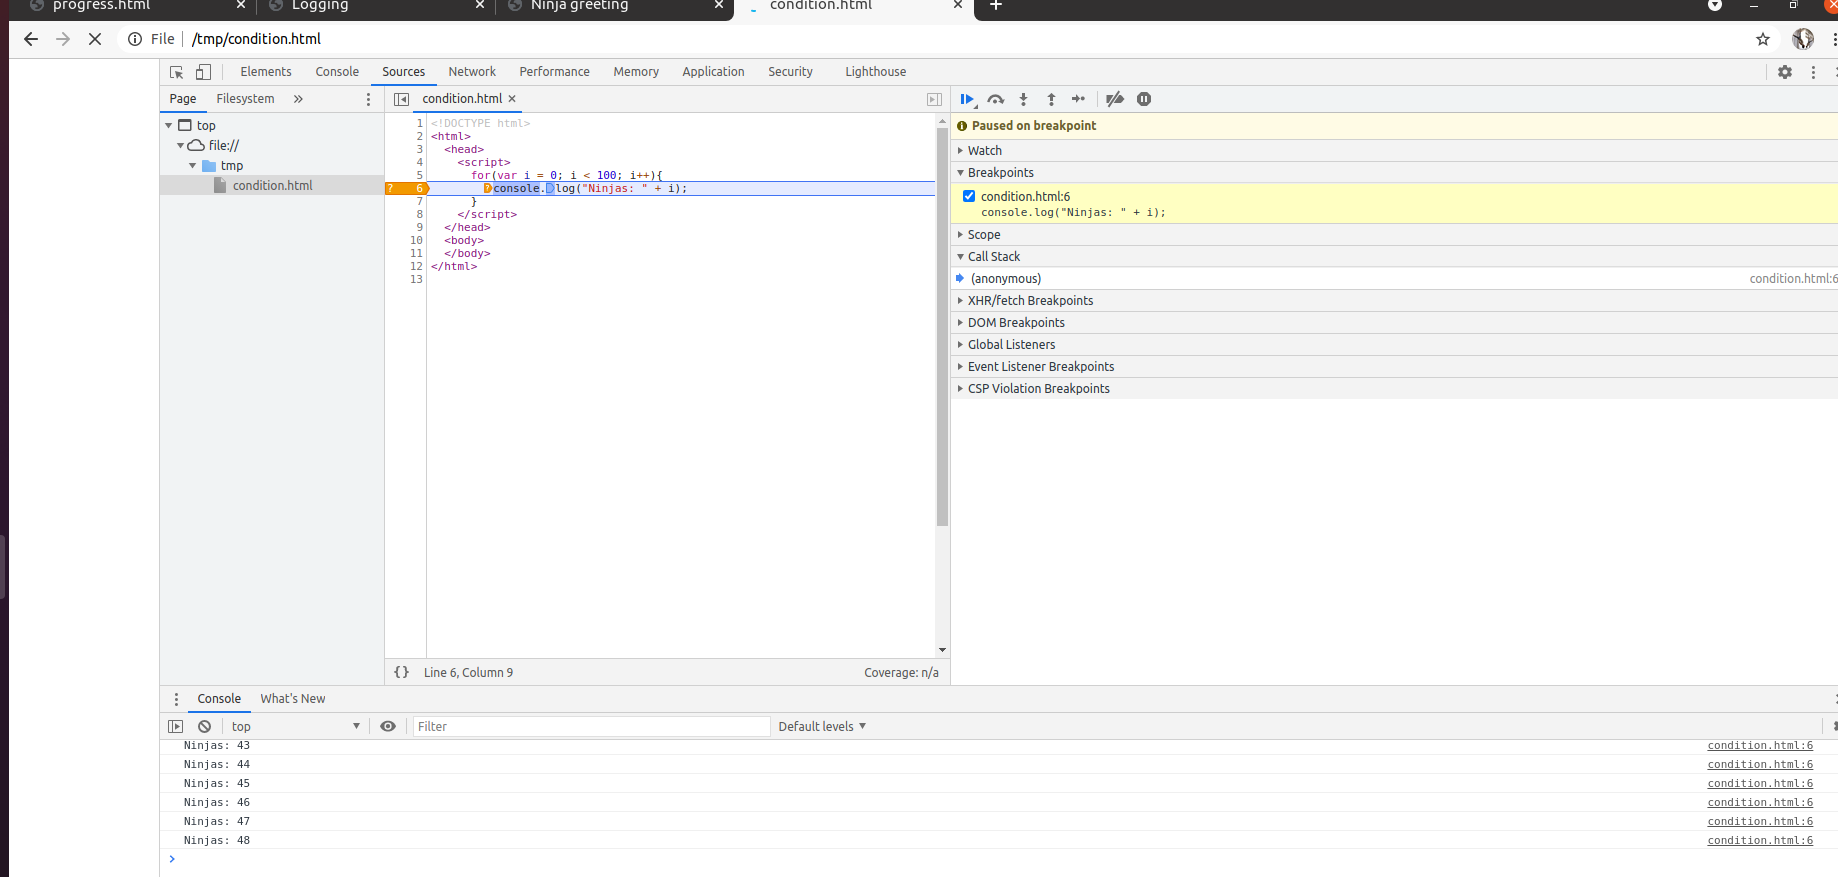 progress.html Logging Ninja greeting condition.html
File /tmp/condition.html
Elements Console Sources Network Performance Memory Application Security Lighthouse
Page Filesystem »
condition.html
top
file://
tmp
condition.html
1 <!DOCTYPE html>
2 <html>
3 <head>
4 <script>
5 for(var i = 0; i < 100; i++){
6 console.log("Ninjas: " + i);
7 }
8 </script>
9 </head>
10 <body>
11 </body>
12 </html>
13
{} Line 6, Column 9 Coverage: n/a
Paused on breakpoint
Watch
Breakpoints
condition.html:6
console.log("Ninjas: " + i);
Scope
Call Stack
(anonymous) condition.html:6
XHR/fetch Breakpoints
DOM Breakpoints
Global Listeners
Event Listener Breakpoints
CSP Violation Breakpoints
Console What's New
top Filter Default levels
Ninjas: 43 condition.html:6
Ninjas: 44 condition.html:6
Ninjas: 45 condition.html:6
Ninjas: 46 condition.html:6
Ninjas: 47 condition.html:6
Ninjas: 48 condition.html:6